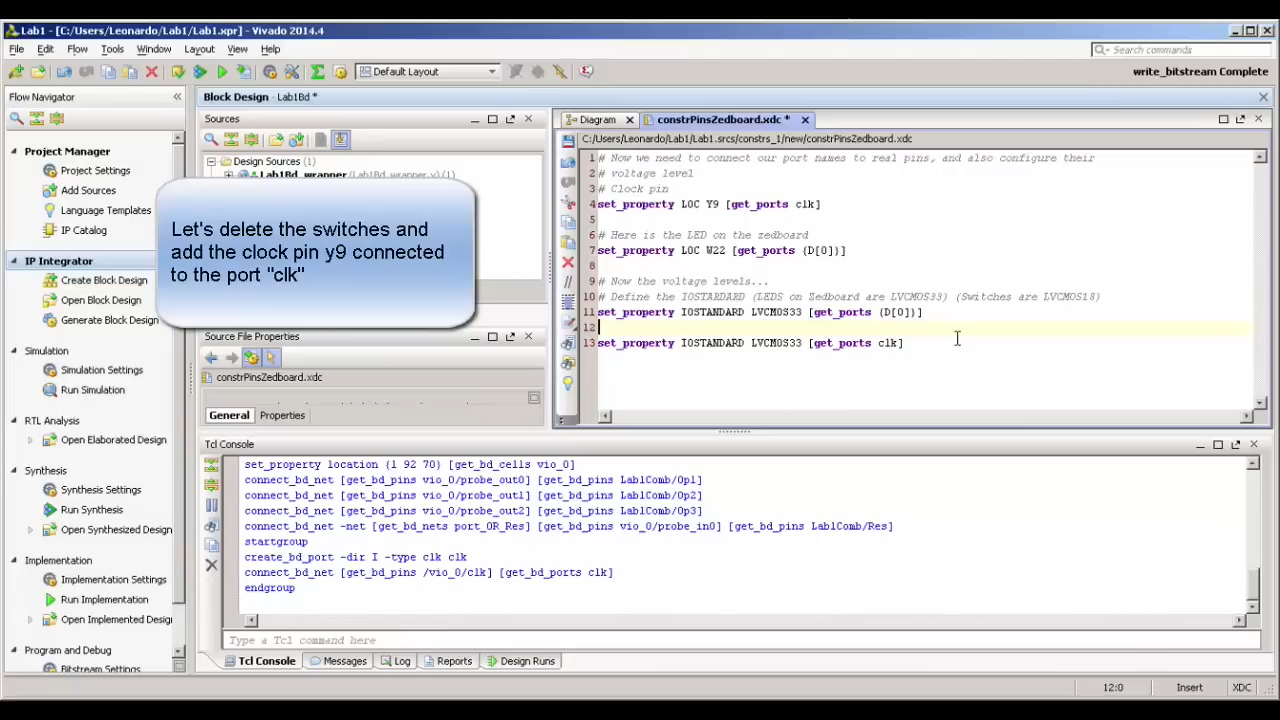 Lab1 - [C:/Users/Leonardo/Lab1/Lab1.xpr] - Vivado 2014.4
File Edit Flow Tools Window Layout View Help
Search commands
Default Layout
write_bitstream Complete
Flow Navigator
Project Manager
Project Settings
Add Sources
Language Templates
IP Catalog
IP Integrator
Create Block Design
Open Block Design
Generate Block Design
Simulation
Simulation Settings
Run Simulation
RTL Analysis
Open Elaborated Design
Synthesis
Synthesis Settings
Run Synthesis
Open Synthesized Design
Implementation
Implementation Settings
Run Implementation
Open Implemented Design
Program and Debug
Bitstream Settings
Block Design - Lab1Bd *
Sources
Design Sources (1)
Lab1Bd_wrapper (Lab1Bd_wrapper.v) (1)
Let's delete the switches and
add the clock pin y9 connected
to the port "clk"
Source File Properties
constrPinsZedboard.xdc
General Properties
Diagram constrPinsZedboard.xdc *
C:/Users/Leonardo/Lab1/Lab1.srcs/constrs_1/new/constrPinsZedboard.xdc
1 # Now we need to connect our port names to real pins, and also configure their
2 # voltage level
3 # Clock pin
4 set_property LOC Y9 [get_ports clk]
5
6 # Here is the LED on the zedboard
7 set_property LOC W22 [get_ports {D[0]}]
8
9 # Now the voltage levels...
10 # Define the IOSTARDARD (LEDS on Zedboard are LVCMOS33) (Switches are LVCMOS18)
11 set_property IOSTANDARD LVCMOS33 [get_ports {D[0]}]
12
13 set_property IOSTANDARD LVCMOS33 [get_ports clk]
Tcl Console
set_property location {1 92 70} [get_bd_cells vio_0]
connect_bd_net [get_bd_pins vio_0/probe_out0] [get_bd_pins Lab1Comb/Op1]
connect_bd_net [get_bd_pins vio_0/probe_out1] [get_bd_pins Lab1Comb/Op2]
connect_bd_net [get_bd_pins vio_0/probe_out2] [get_bd_pins Lab1Comb/Op3]
connect_bd_net -net [get_bd_nets port_OR_Res] [get_bd_pins vio_0/probe_in0] [get_bd_pins Lab1Comb/Res]
startgroup
create_bd_port -dir I -type clk clk
connect_bd_net [get_bd_pins /vio_0/clk] [get_bd_ports clk]
endgroup
Type a Tcl command here
Tcl Console Messages Log Reports Design Runs
12:0 Insert XDC